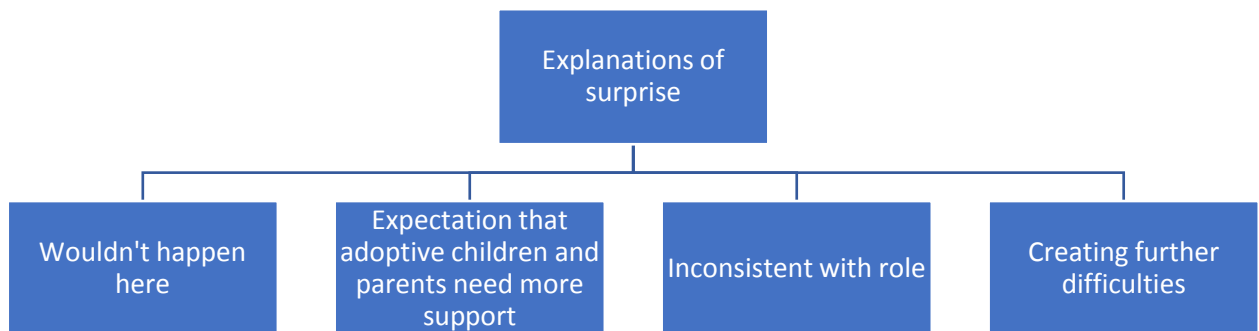 Explanations of
surprise
Wouldn't happen
here
Expectation that
adoptive children and
parents need more
support
Inconsistent with role
Creating further
difficulties